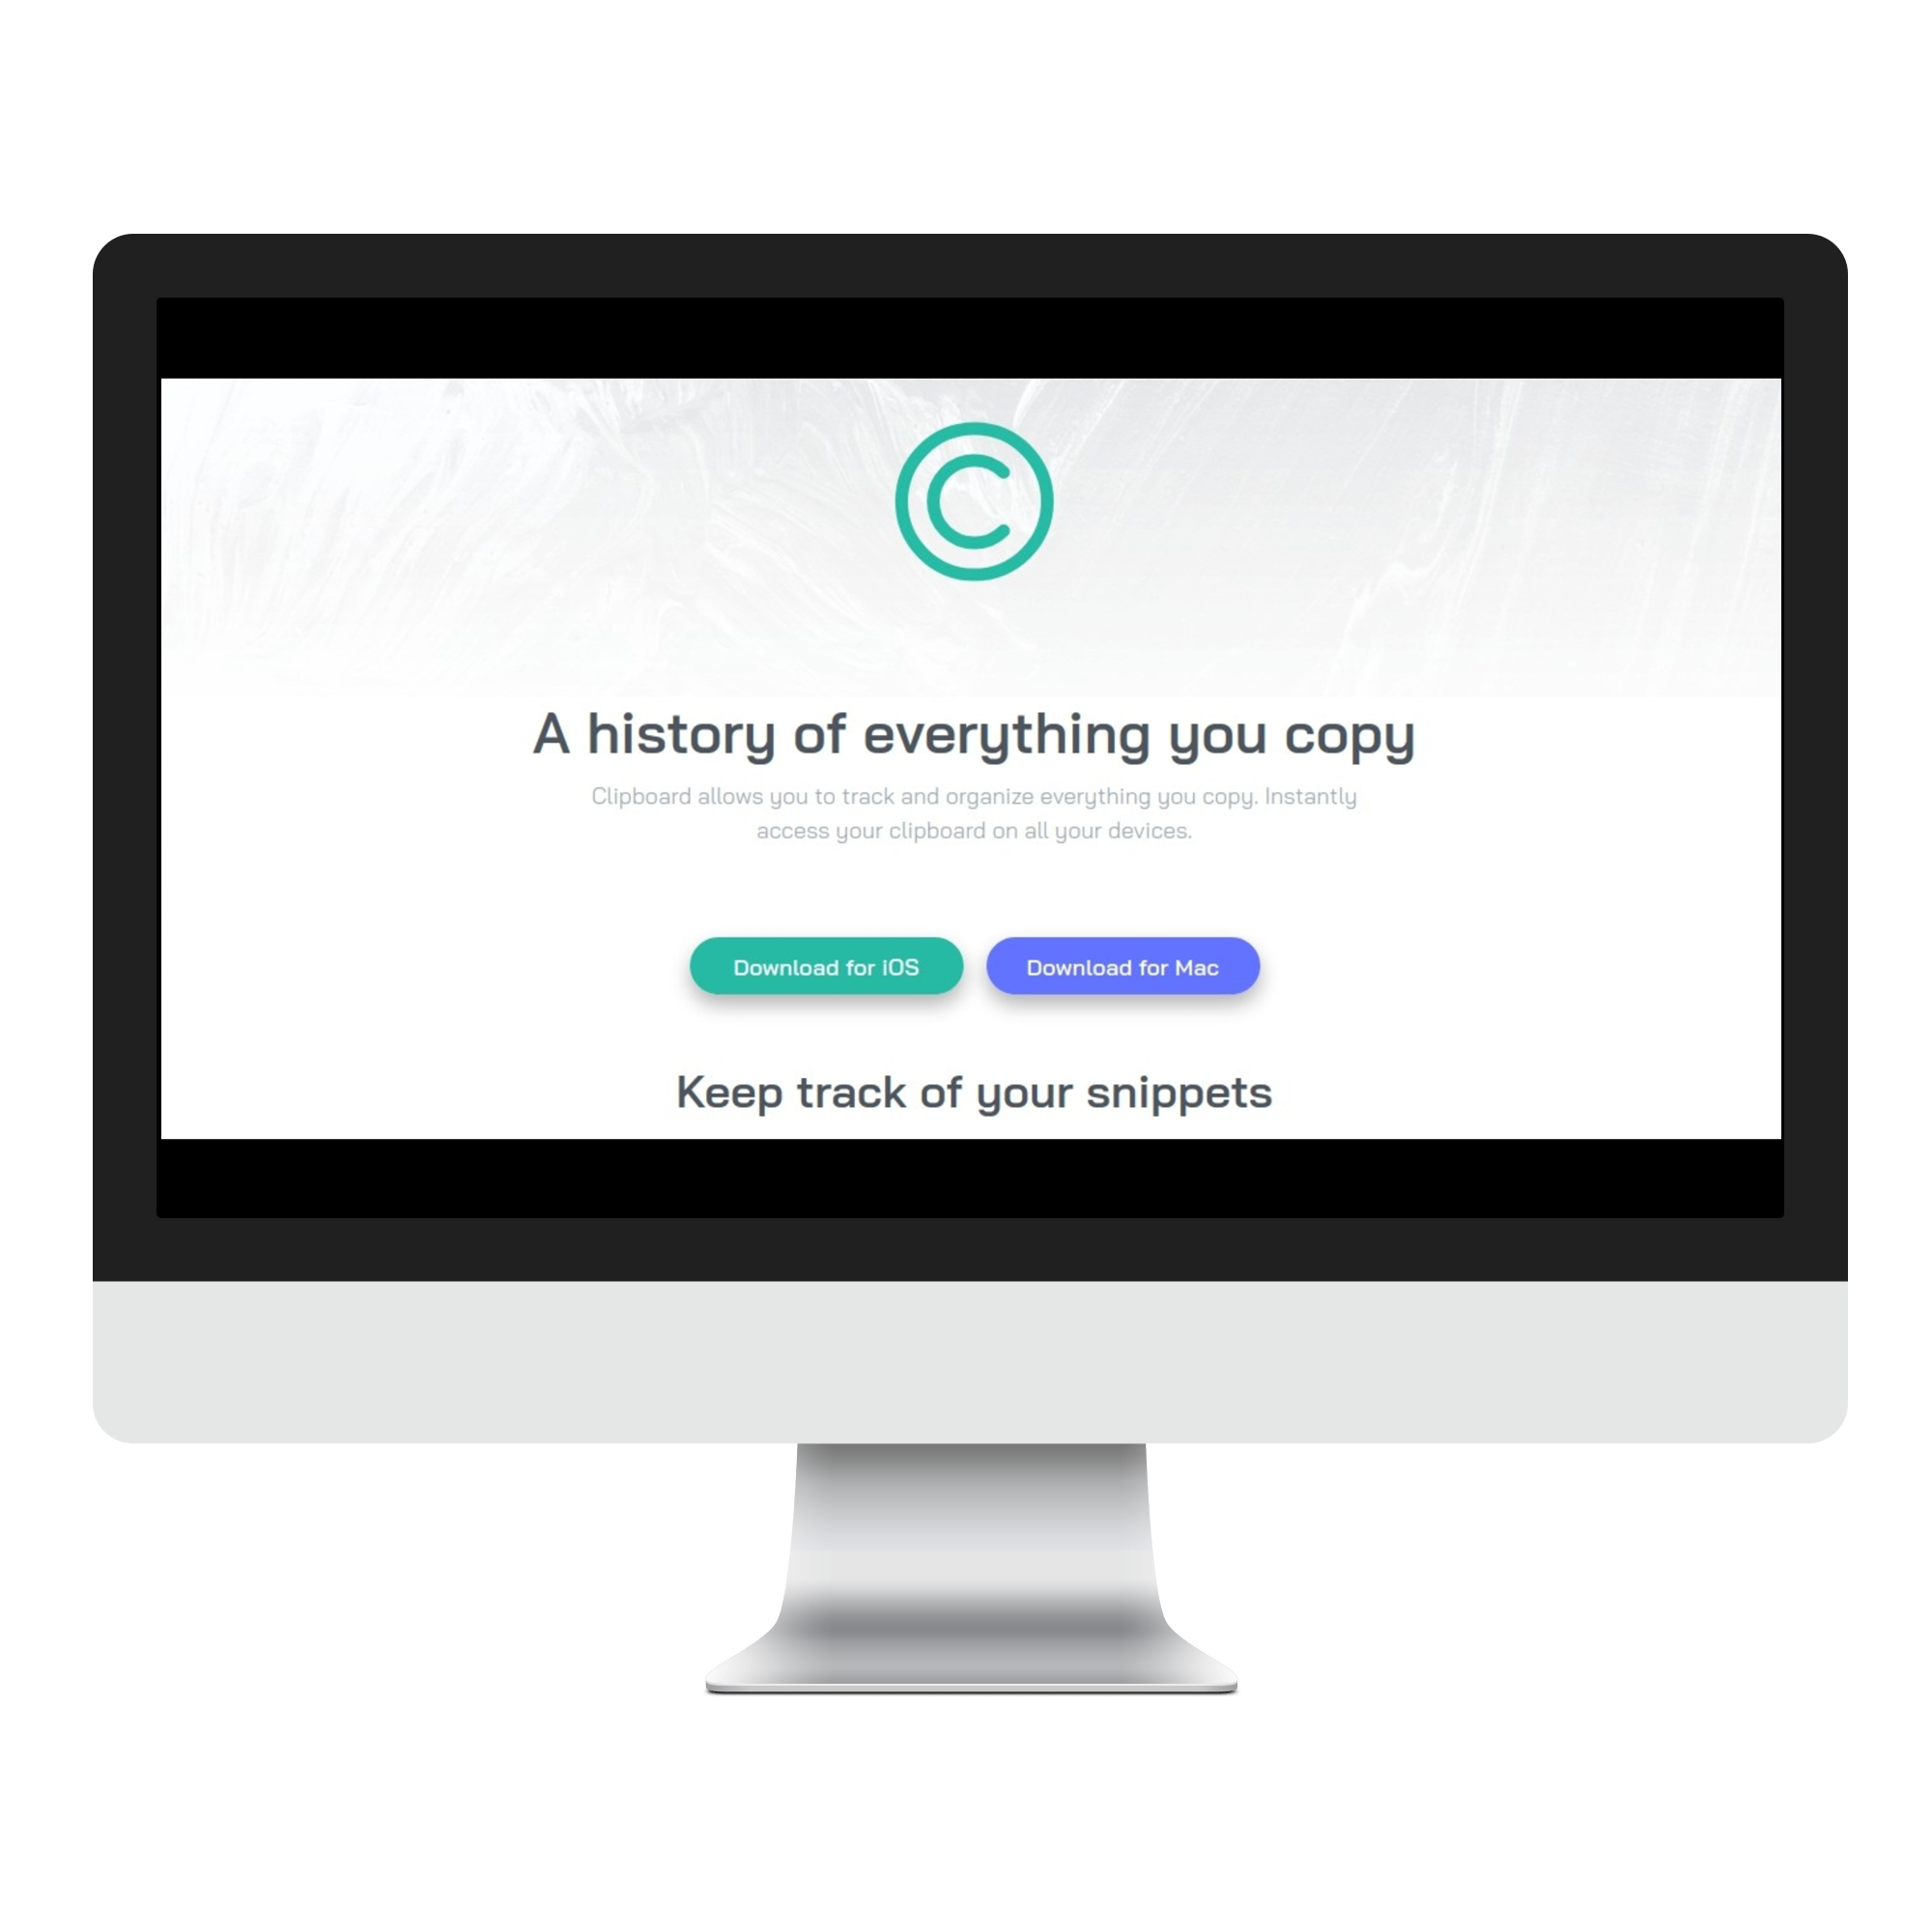 A history of everything you copy
Clipboard allows you to track and organize everything you copy. Instantly
access your clipboard on all your devices.
Download for iOS
Download for Mac
Keep track of your snippets